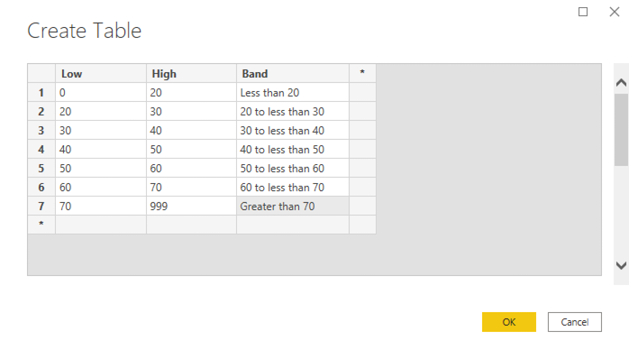 Create Table
Low High Band *
1 0 20 Less than 20
2 20 30 20 to less than 30
3 30 40 30 to less than 40
4 40 50 40 to less than 50
5 50 60 50 to less than 60
6 60 70 60 to less than 70
7 70 999 Greater than 70
*
OK Cancel